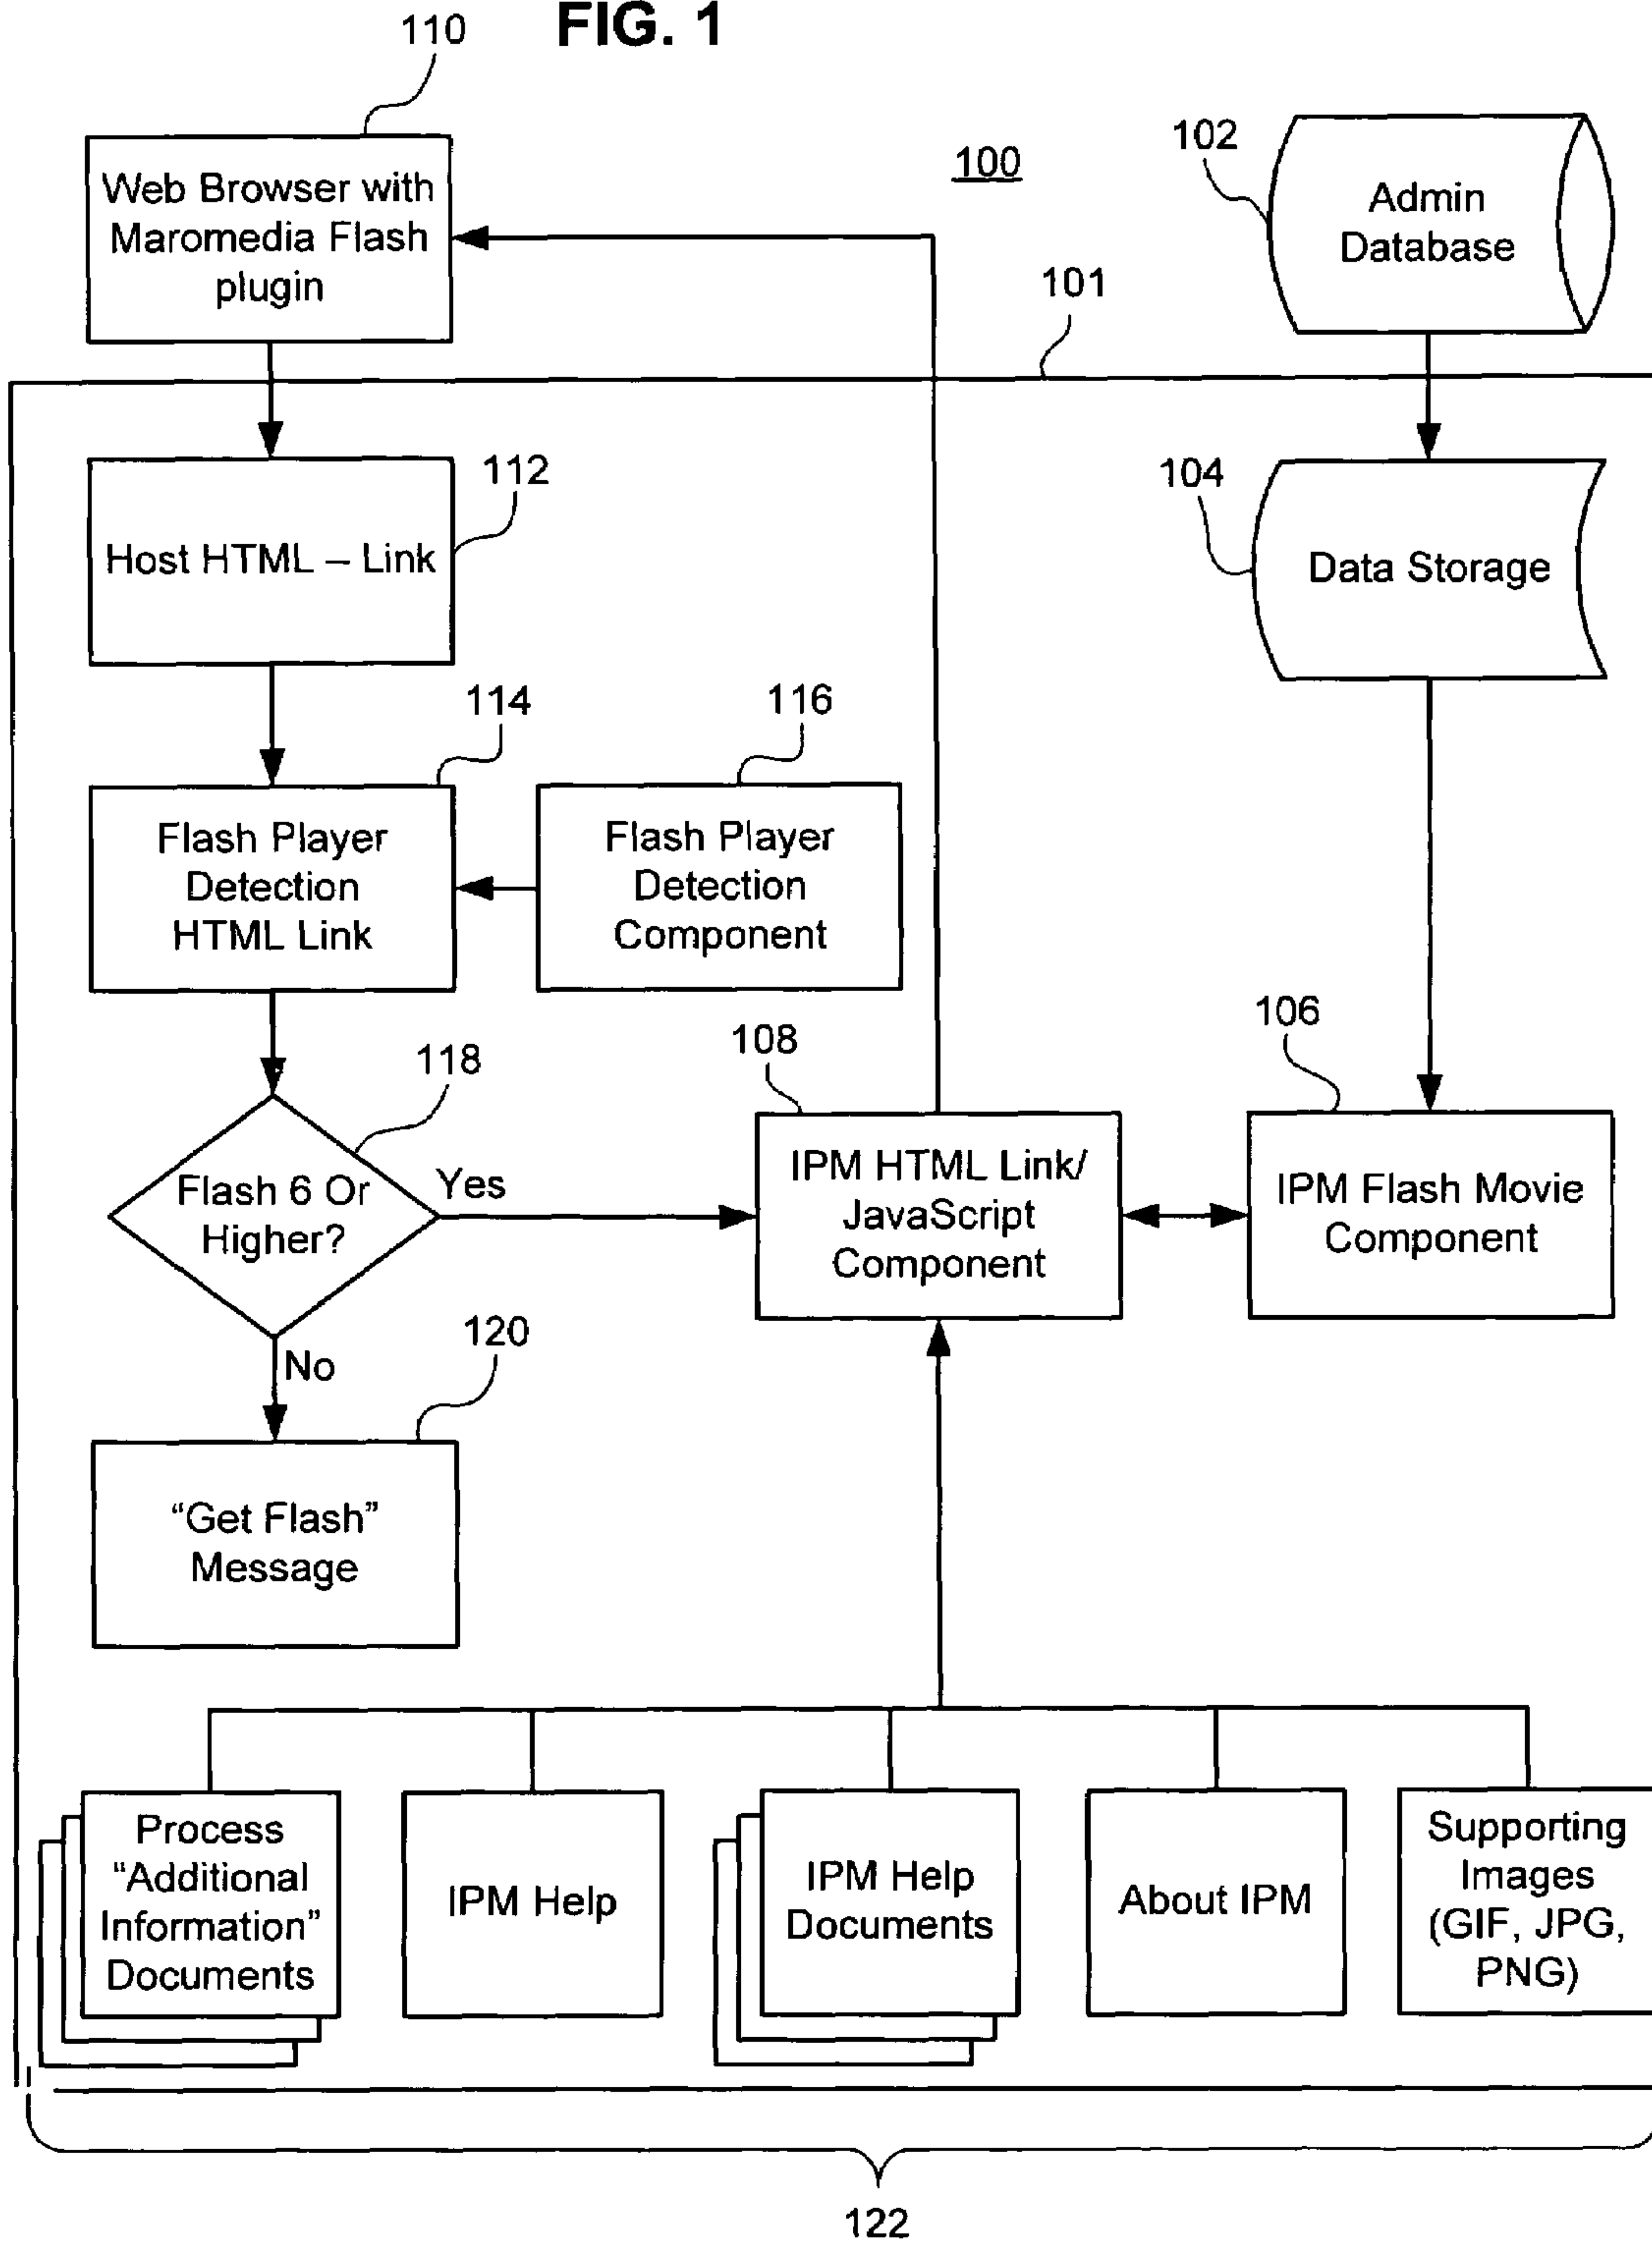 FIG. 1
110
100
102
Web Browser with
Maromedia Flash
plugin
Admin
Database
101
112
Host HTML – Link
104
Data Storage
114
116
Flash Player
Detection
HTML Link
Flash Player
Detection
Component
118
108
106
Flash 6 Or
Higher?
Yes
No
IPM HTML Link/
JavaScript
Component
IPM Flash Movie
Component
120
“Get Flash”
Message
Process
“Additional
Information”
Documents
IPM Help
IPM Help
Documents
About IPM
Supporting
Images
(GIF, JPG,
PNG)
122